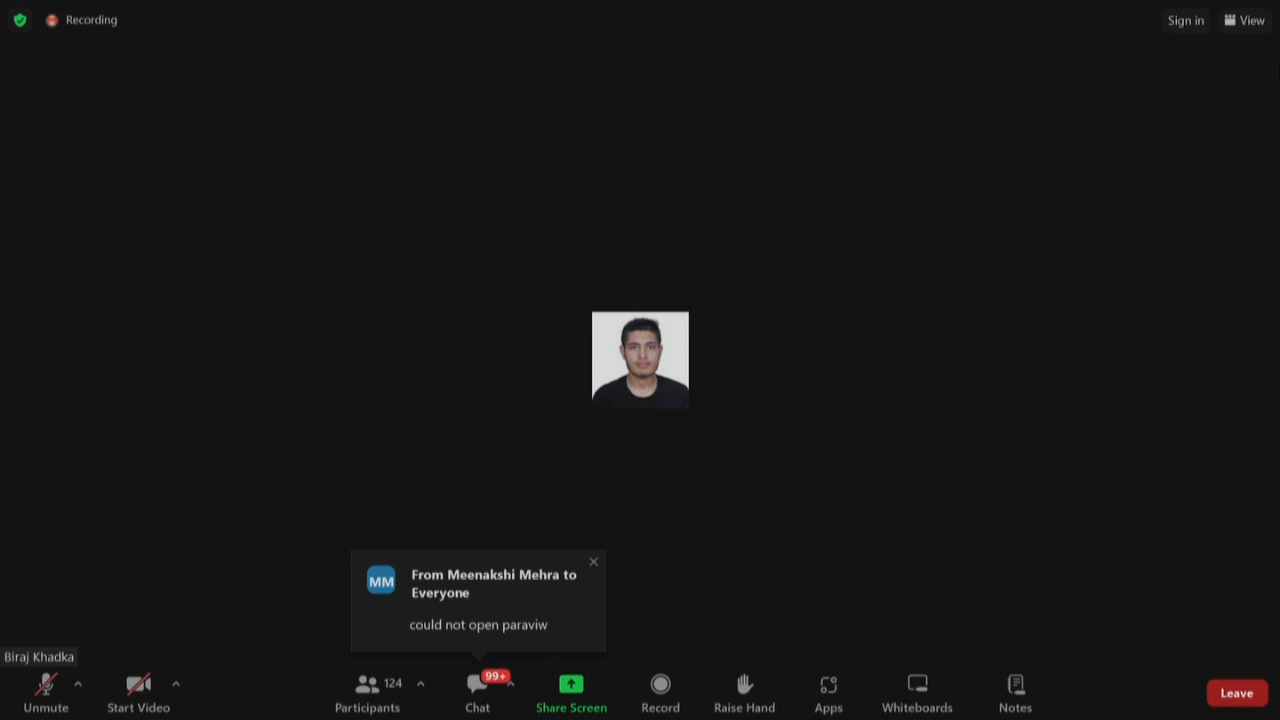 Recording
Sign in
View
MM
From Meenakshi Mehra to
Everyone
could not open paraviw
Biraj Khadka
124
99+
Unmute
Start Video
Participants
Chat
Share Screen
Record
Raise Hand
Apps
Whiteboards
Notes
Leave